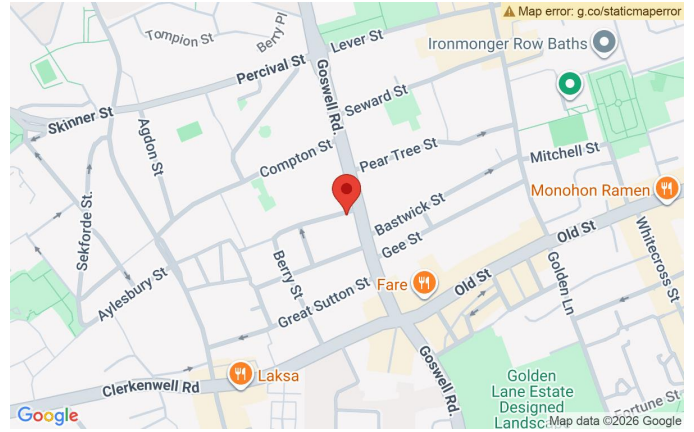 Map error: g.co/staticmaperror
Tompion St
Berry Pl
Lever St
Ironmonger Row Baths
Percival St
Goswell Rd.
Seward St
Skinner St
Agdon St
Compton St
Pear Tree St
Mitchell St
Monohon Ramen
Sekforde St.
Bastwick St
Gee St
Old St
Whitecross St
Aylesbury St
Berry St
Great Sutton St
Fare
Old St
Golden Ln
Laksa
Clerkenwell Rd
Goswell Rd.
Golden
Lane Estate
Designed
Landsc
Fortune St
Google
Map data ©2026 Google